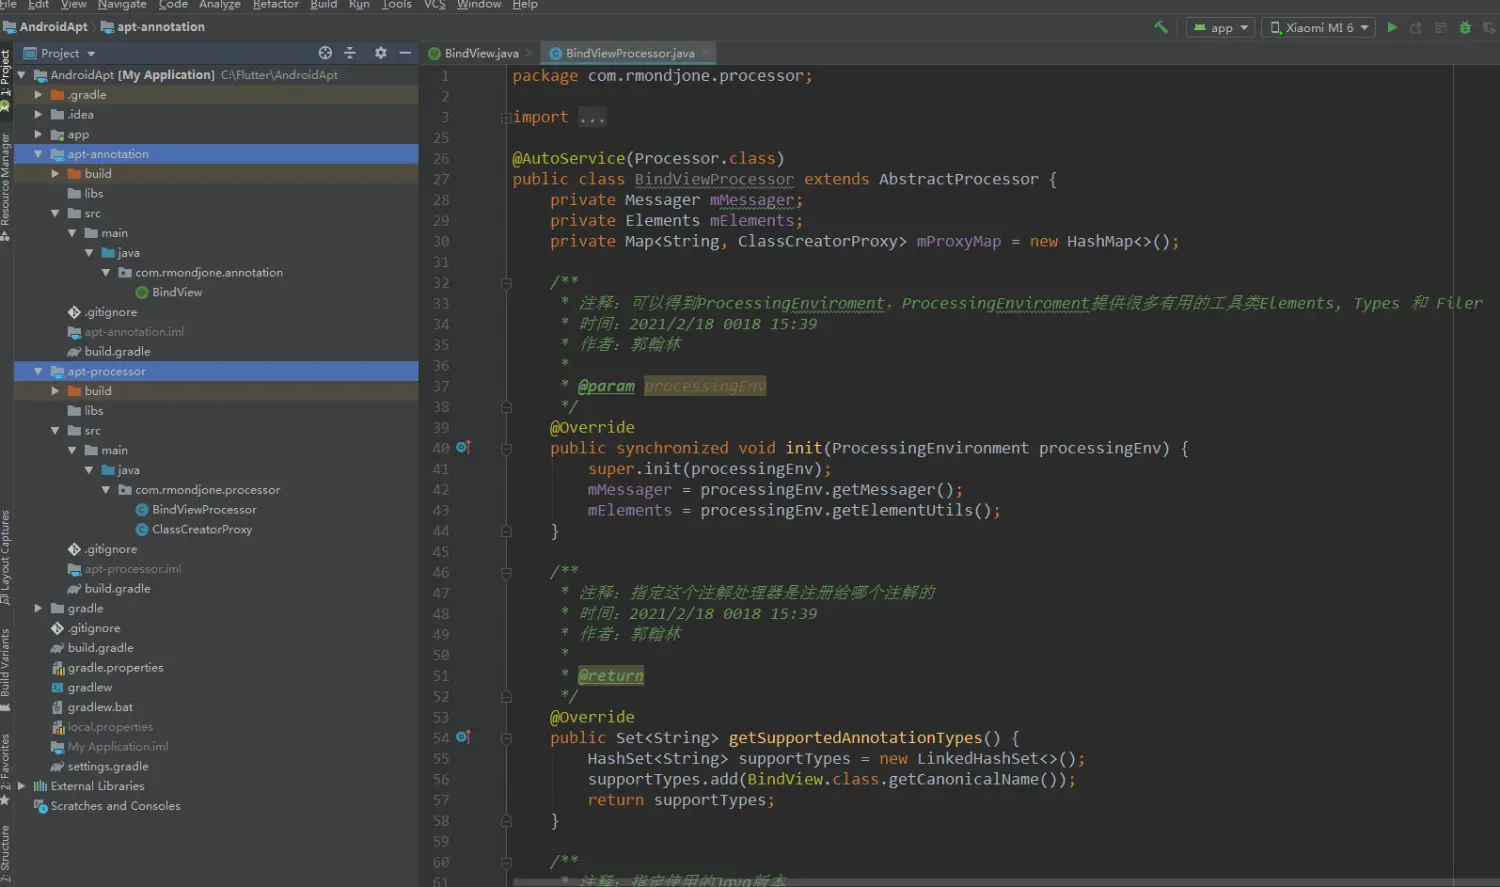 File Edit View Navigate Code Analyze Refactor Build Run Tools VCS Window Help
AndroidApt apt-annotation
app Xiaomi MI 6
Project
BindView.java BindViewProcessor.java
1: Project
Resource Manager
Layout Captures
Build Variants
2: Favorites
7: Structure
AndroidApt [My Application] C:\Flutter\AndroidApt
.gradle
.idea
app
apt-annotation
build
libs
src
main
java
com.rmondjone.annotation
BindView
.gitignore
apt-annotation.iml
build.gradle
apt-processor
build
libs
src
main
java
com.rmondjone.processor
BindViewProcessor
ClassCreatorProxy
.gitignore
apt-processor.iml
build.gradle
gradle
.gitignore
build.gradle
gradle.properties
gradlew
gradlew.bat
local.properties
My Application.iml
settings.gradle
External Libraries
Scratches and Consoles
1 package com.rmondjone.processor;
2
3 import ...
25
26 @AutoService(Processor.class)
27 public class BindViewProcessor extends AbstractProcessor {
28 private Messager mMessager;
29 private Elements mElements;
30 private Map<String, ClassCreatorProxy> mProxyMap = new HashMap<>();
31
32 /**
33 * 注释：可以得到ProcessingEnviroment，ProcessingEnviroment提供很多有用的工具类Elements, Types 和 Filer
34 * 时间：2021/2/18 0018 15:39
35 * 作者：郭翰林
36 *
37 * @param processingEnv
38 */
39 @Override
40 public synchronized void init(ProcessingEnvironment processingEnv) {
41 super.init(processingEnv);
42 mMessager = processingEnv.getMessager();
43 mElements = processingEnv.getElementUtils();
44 }
45
46 /**
47 * 注释：指定这个注解处理器是注册给哪个注解的
48 * 时间：2021/2/18 0018 15:39
49 * 作者：郭翰林
50 *
51 * @return
52 */
53 @Override
54 public Set<String> getSupportedAnnotationTypes() {
55 HashSet<String> supportTypes = new LinkedHashSet<>();
56 supportTypes.add(BindView.class.getCanonicalName());
57 return supportTypes;
58 }
59
60 /**
61 * 注释：指定使用的Java版本